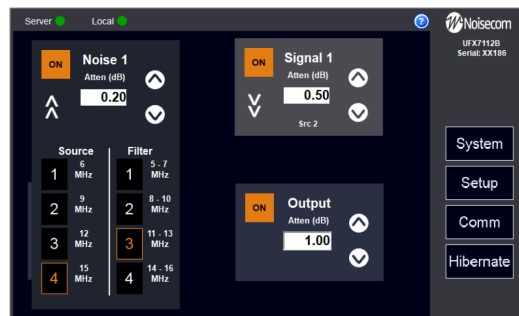 Server Local ? Noisecom
UFX7112B
Serial: XX186
ON Noise 1
Atten (dB)
0.20
Source Filter
1 6 MHz 1 5 - 7 MHz
2 9 MHz 2 8 - 10 MHz
3 12 MHz 3 11 - 13 MHz
4 15 MHz 4 14 - 16 MHz
ON Signal 1
Atten (dB)
0.50
Src 2
ON Output
Atten (dB)
1.00
System
Setup
Comm
Hibernate